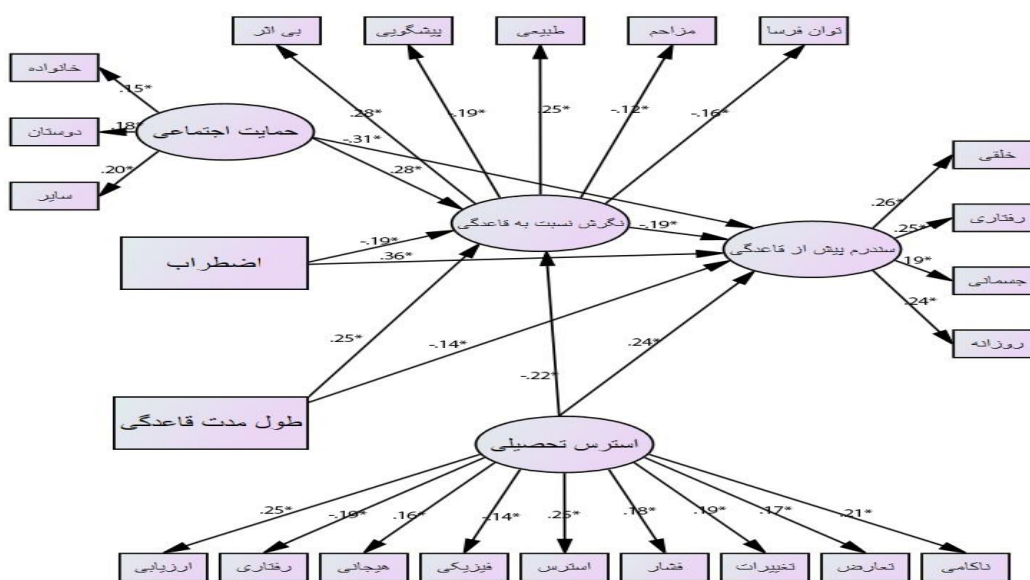 بی اثر
پیشگویی
طبیعی
مزاحم
توان فرسا
خانواده
دوستان
سایر
حمایت اجتماعی
.15*
.18*
.20*
.28*
-.19*
.25*
-.12*
-.16*
-.31*
.28*
نگرش نسبت به قاعدگی
-.19*
سندرم پیش از قاعدگی
خلقی
رفتاری
جسمانی
روزانه
.26*
.25*
.19*
.24*
اضطراب
-.19*
.36*
طول مدت قاعدگی
.25*
-.14*
-.22*
.24*
استرس تحصیلی
.25*
-.19*
.16*
-.14*
.25*
.18*
.19*
.17*
.21*
ارزیابی
رفتاری
هیجانی
فیزیکی
استرس
فشار
تغییرات
تعارض
ناکامی